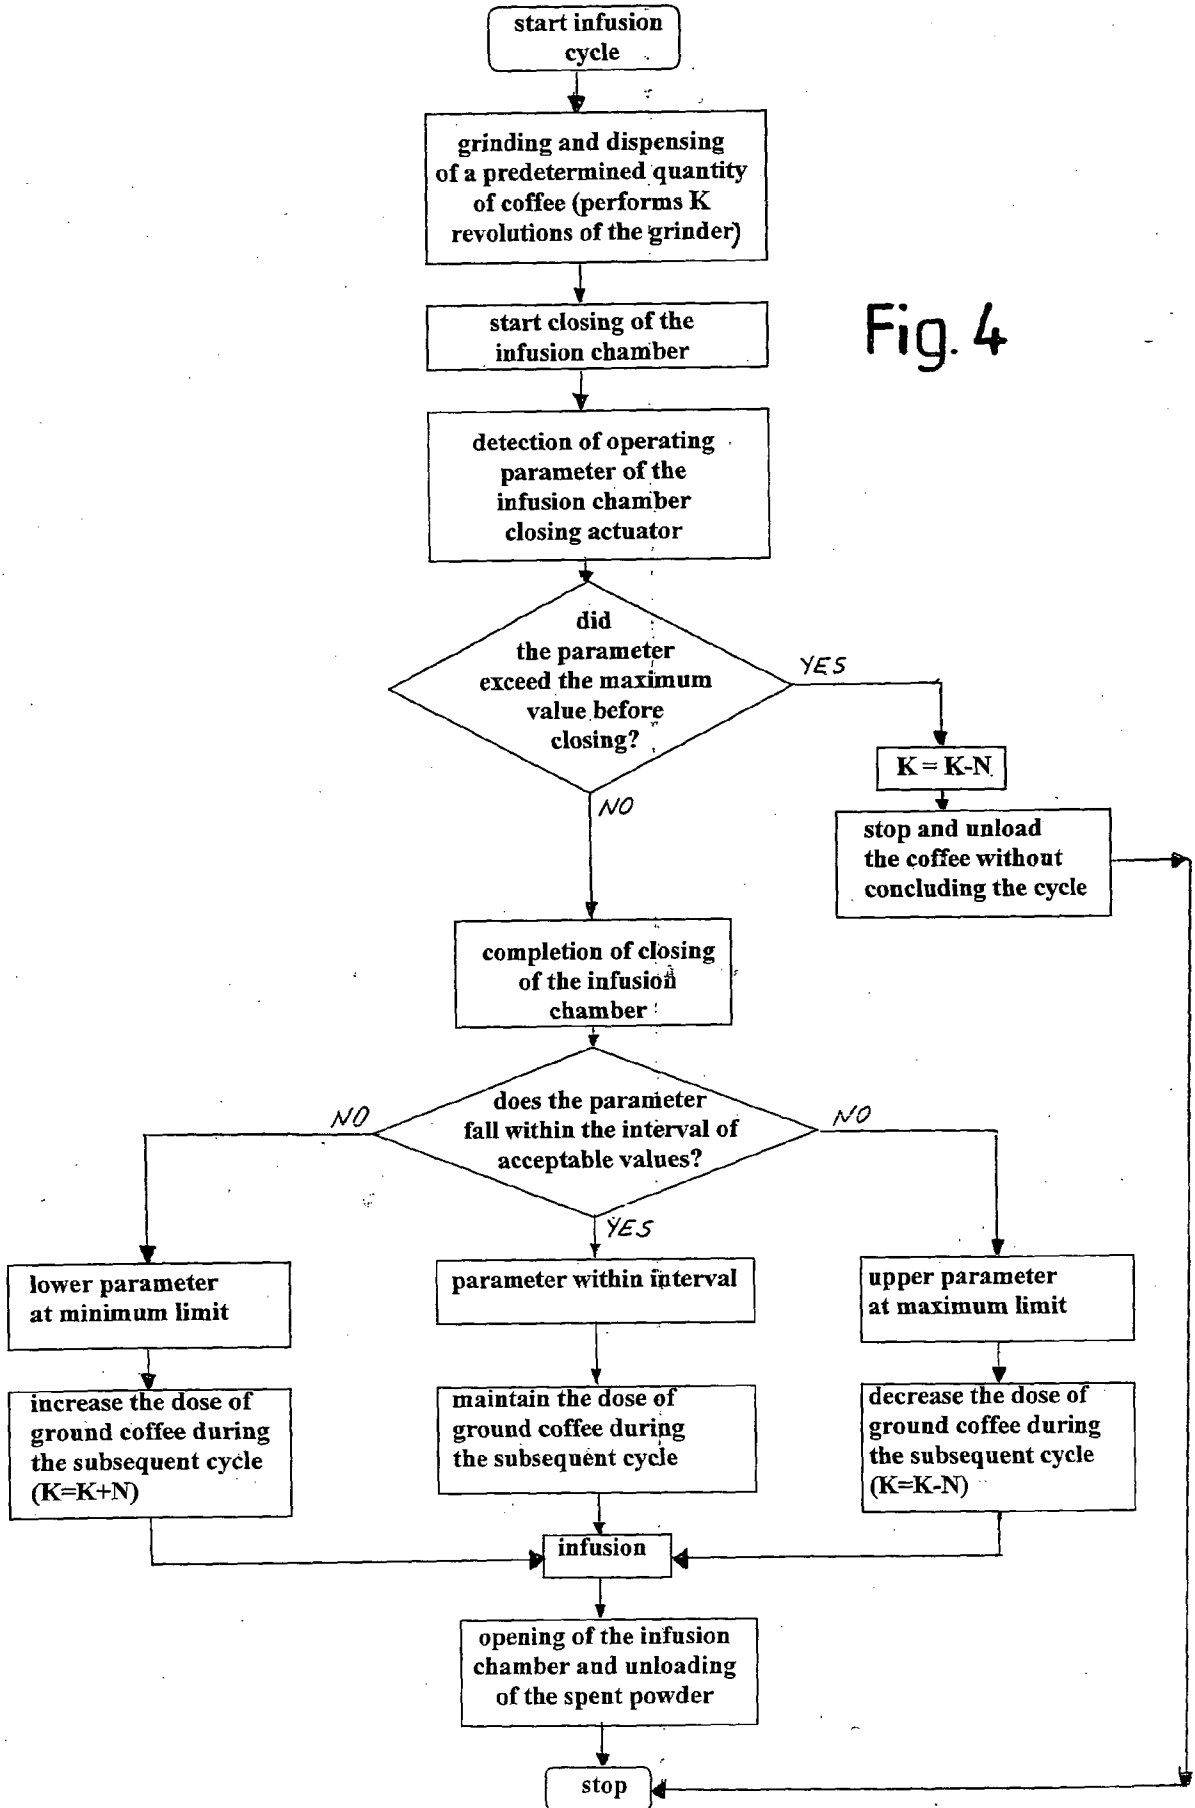 start infusion
cycle
grinding and dispensing
of a predetermined quantity
of coffee (performs K
revolutions of the grinder)
start closing of the
infusion chamber
Fig. 4
detection of operating
parameter of the
infusion chamber
closing actuator
did
the parameter
exceed the maximum
value before
closing?
YES
K = K-N
NO
stop and unload
the coffee without
concluding the cycle
completion of closing
of the infusion
chamber
does the parameter
fall within the interval of
acceptable values?
NO
NO
YES
lower parameter
at minimum limit
parameter within interval
upper parameter
at maximum limit
increase the dose of
ground coffee during
the subsequent cycle
(K=K+N)
maintain the dose of
ground coffee during
the subsequent cycle
decrease the dose of
ground coffee during
the subsequent cycle
(K=K-N)
infusion
opening of the infusion
chamber and unloading
of the spent powder
stop